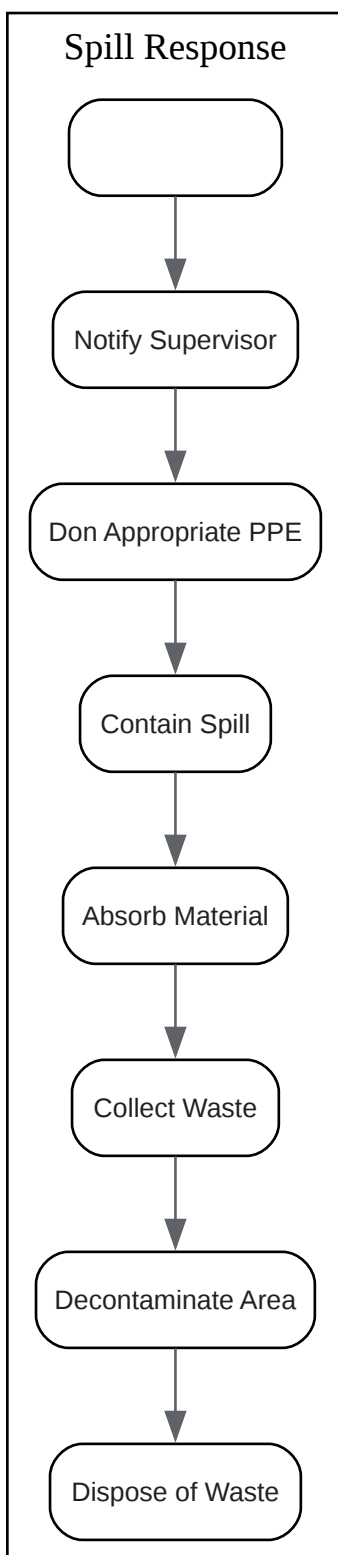 Spill Response
Notify Supervisor
Don Appropriate PPE
Contain Spill
Absorb Material
Collect Waste
Decontaminate Area
Dispose of Waste